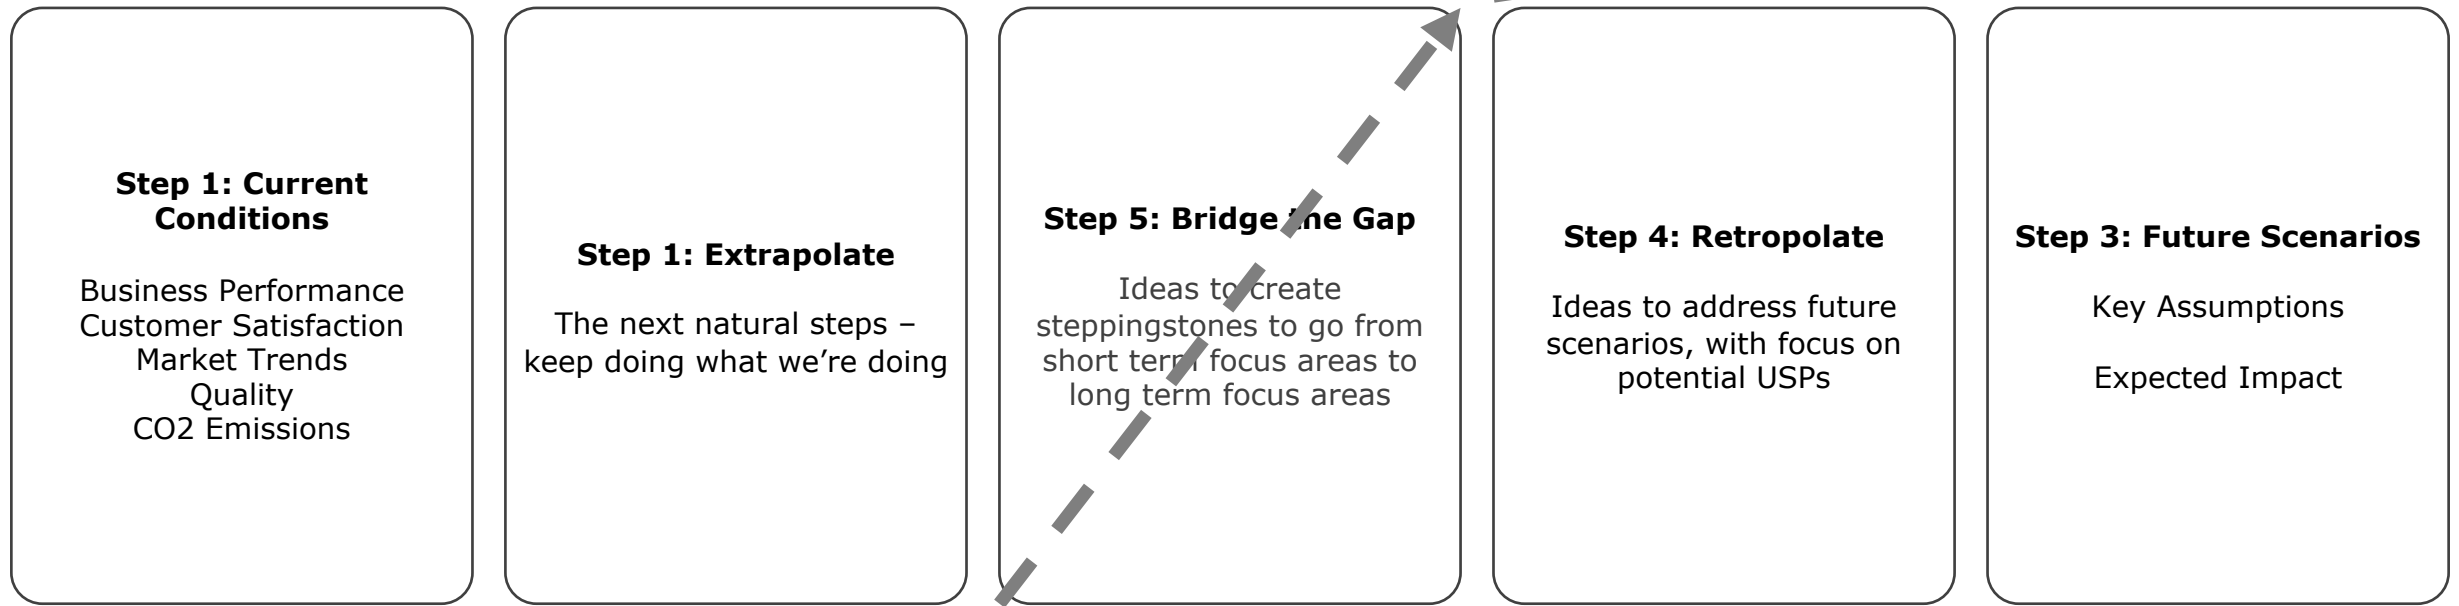 Step 1: Current
Conditions
Business Performance
Customer Satisfaction
Market Trends
Quality
CO2 Emissions
Step 1: Extrapolate
The next natural steps –
keep doing what we’re doing
Step 5: Bridge the Gap
Ideas to create
steppingstones to go from
short term focus areas to
long term focus areas
Step 4: Retropolate
Ideas to address future
scenarios, with focus on
potential USPs
Step 3: Future Scenarios
Key Assumptions
Expected Impact